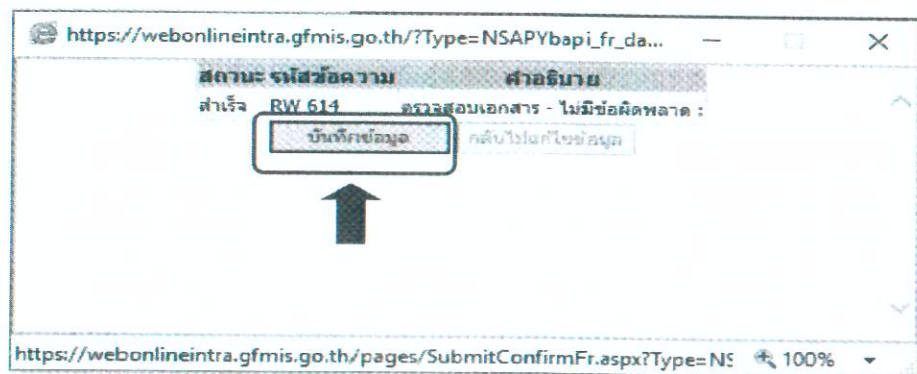 https://webonlineintra.gfmis.go.th/?Type=NSAPYbapi_fr_da...
สถานะ รหัสข้อความ คำอธิบาย
สำเร็จ RW 614 ตรวจสอบเอกสาร - ไม่มีข้อผิดพลาด :
บันทึกข้อมูล กลับไปแก้ไขข้อมูล
https://webonlineintra.gfmis.go.th/pages/SubmitConfirmFr.aspx?Type=NS 100%